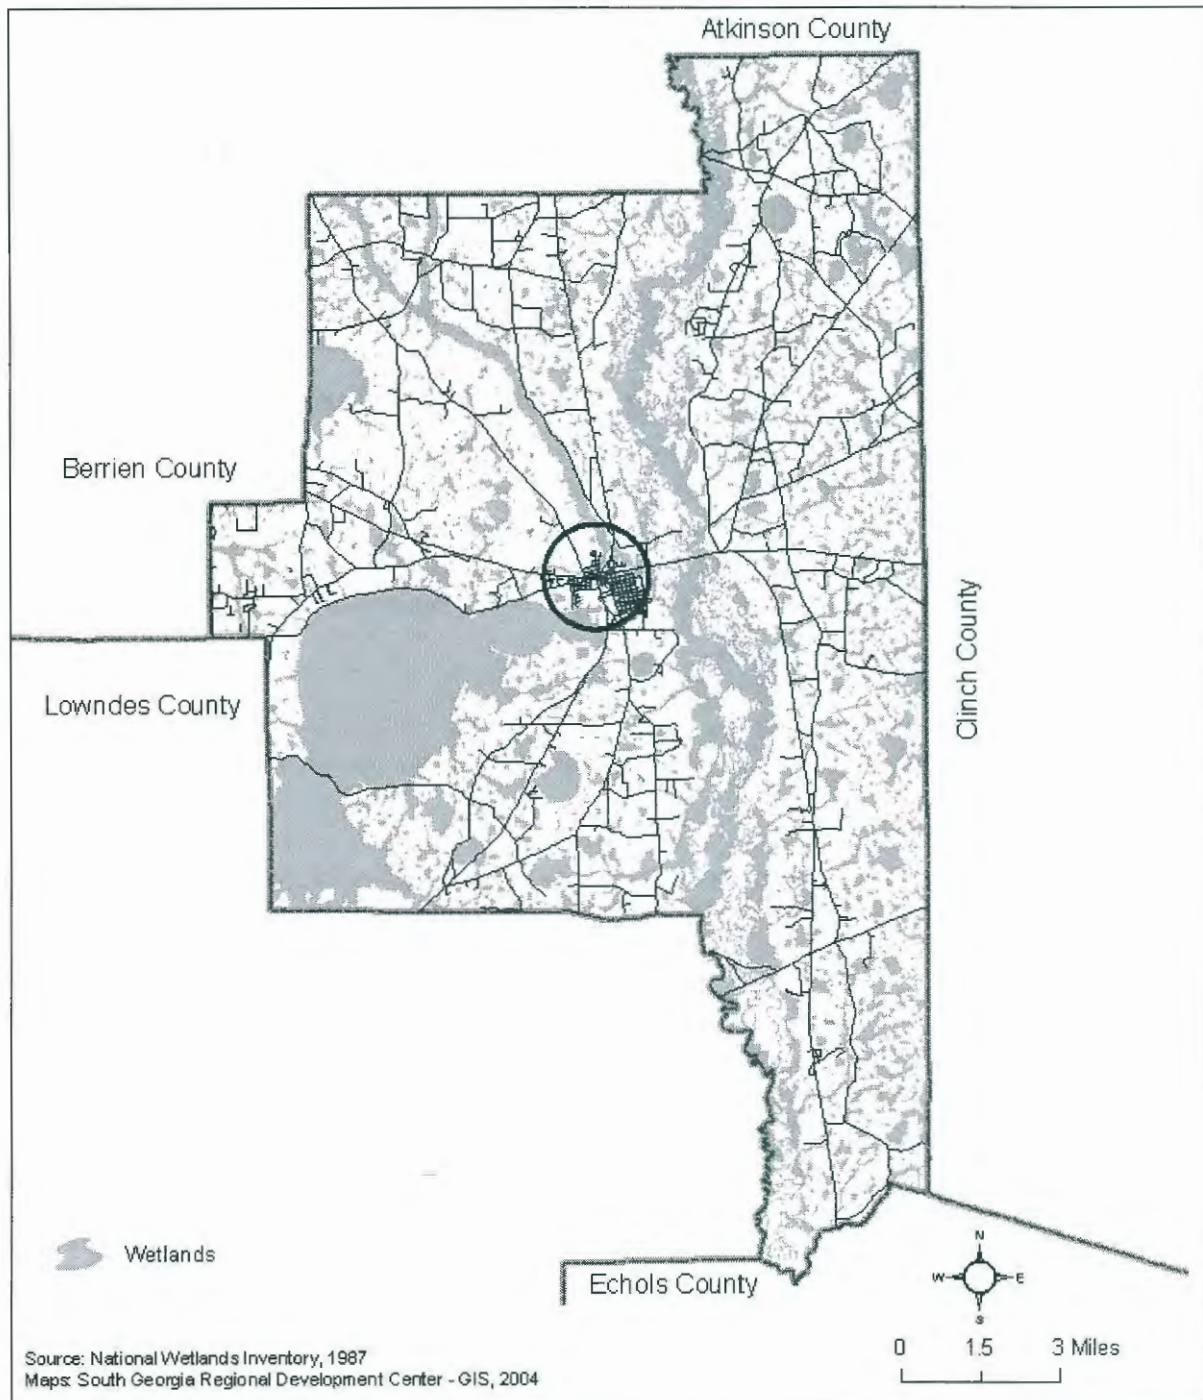 Atkinson County
Berrien County
Lowndes County
Clinch County
Wetlands
Echols County
N
W E
S
0 1.5 3 Miles
Source: National Wetlands Inventory, 1987
Maps: South Georgia Regional Development Center - GIS, 2004